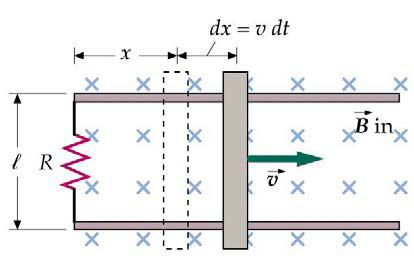 dx = v dt
x
B⃗ in
ℓ
R
v⃗